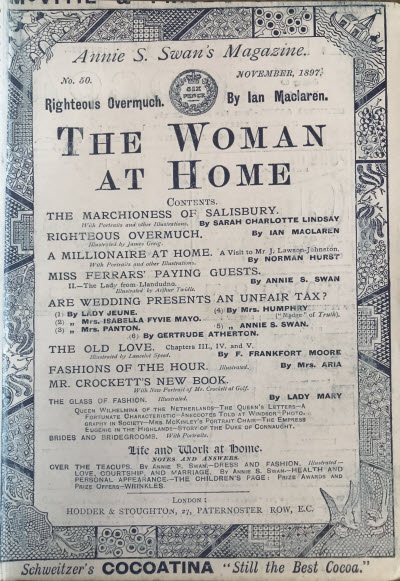 Annie S. Swan's Magazine.
No. 50.
NOVEMBER, 1897.
SIX
PENCE
Righteous Overmuch.
By Ian Maclaren.
THE WOMAN
AT HOME
CONTENTS.
THE MARCHIONESS OF SALISBURY.
With Portraits and other Illustrations. By SARAH CHARLOTTE LINDSAY
RIGHTEOUS OVERMUCH. By IAN MACLAREN
Illustrated by James Greig.
A MILLIONAIRE AT HOME. A Visit to Mr. J. Lawson-Johnston.
With Portraits and other Illustrations. By NORMAN HURST
MISS FERRARS' PAYING GUESTS.
II.—The Lady from Llandudno. By ANNIE S. SWAN
Illustrated by Arthur Twidle.
ARE WEDDING PRESENTS AN UNFAIR TAX?
(1) By LADY JEUNE. (4) By MRS. HUMPHRY
(2) „ MRS. ISABELLA FYVIE MAYO. ("Madge" of Truth).
(3) „ MRS. PANTON. (5) „ ANNIE S. SWAN.
(6) By GERTRUDE ATHERTON.
THE OLD LOVE. Chapters III., IV. and V.
Illustrated by Lancelot Speed. By F. FRANKFORT MOORE
FASHIONS OF THE HOUR. Illustrated. By MRS. ARIA
MR. CROCKETT'S NEW BOOK.
With New Portrait of Mr. Crockett at Golf.
THE GLASS OF FASHION. Illustrated. By LADY MARY
QUEEN WILHELMINA OF THE NETHERLANDS—THE QUEEN'S LETTERS—A
FORTUNATE CHARACTERISTIC—ANECDOTES TOLD AT WINDSOR—PHOTO-
GRAPHY IN SOCIETY—MRS. MCKINLEY'S PORTRAIT CHAIR—THE EMPRESS
EUGENIE IN THE HIGHLANDS—STORY OF THE DUKE OF CONNAUGHT.
BRIDES AND BRIDEGROOMS. With Portraits.
Life and Work at Home.
NOTES AND ANSWERS.
OVER THE TEACUPS. BY ANNIE S. SWAN.—DRESS AND FASHION. Illustrated.—
LOVE, COURTSHIP, AND MARRIAGE. BY ANNIE S. SWAN.—HEALTH AND
PERSONAL APPEARANCE.—THE CHILDREN'S PAGE: PRIZE AWARDS AND
PRIZE OFFERS—WRINKLES.
LONDON:
HODDER & STOUGHTON, 27, PATERNOSTER ROW, E.C.
Schweitzer's COCOATINA "Still the Best Cocoa."